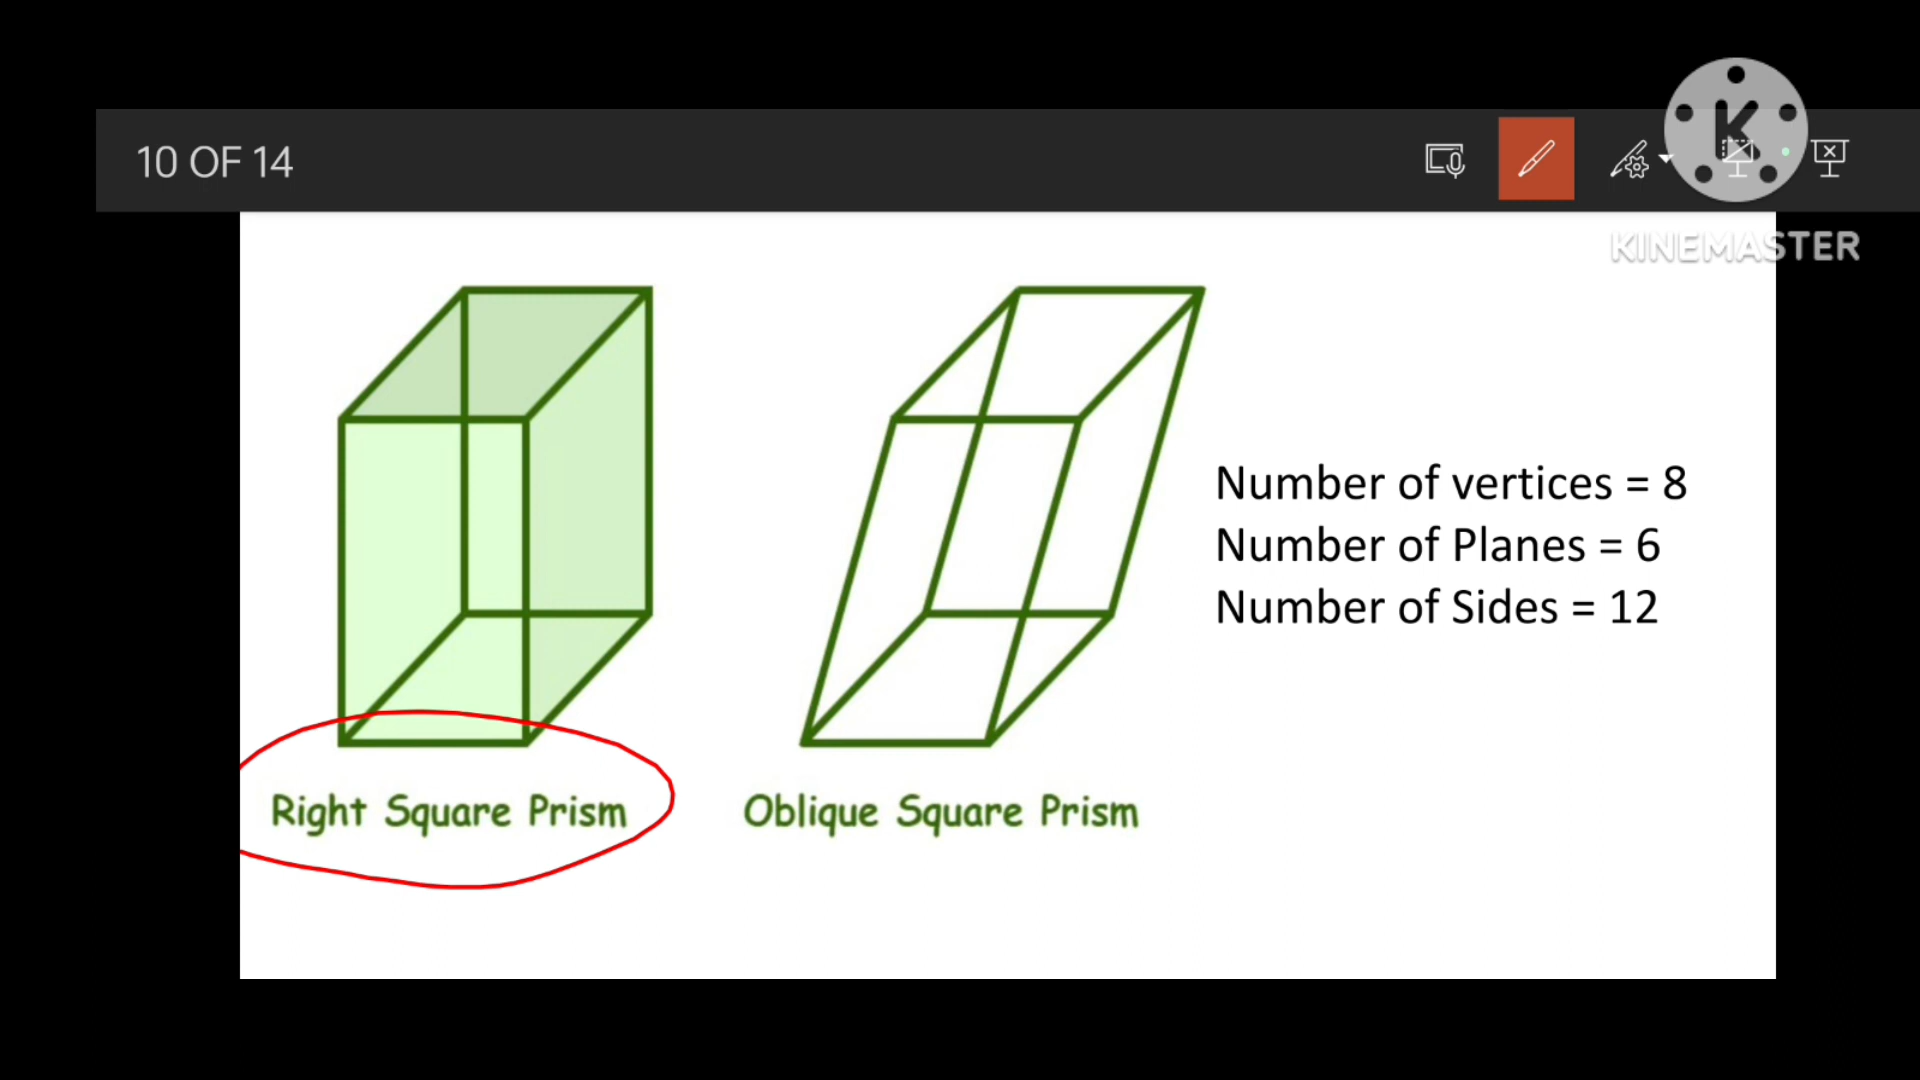 10 OF 14
K
KINEMASTER
Number of vertices = 8
Number of Planes = 6
Number of Sides = 12
Right Square Prism
Oblique Square Prism